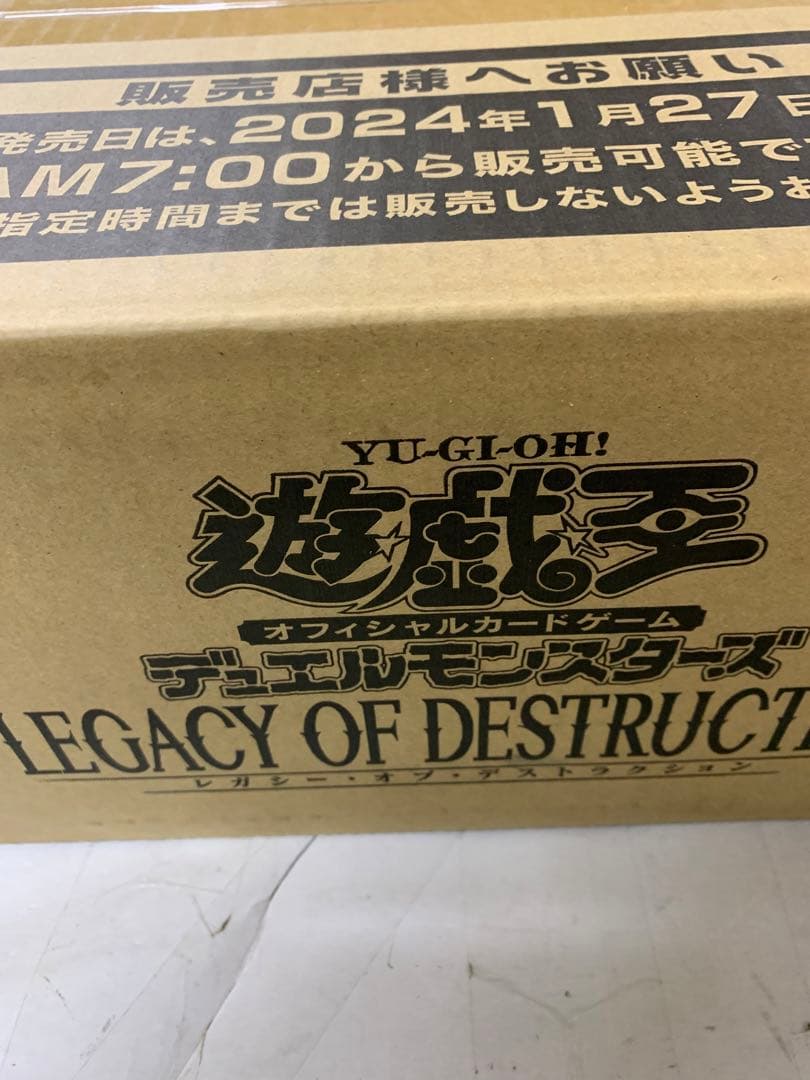 販売店様へお願い
発売日は、2024年1月27日
AM7:00から販売可能で
指定時間までは販売しないようお
YU-GI-OH!
遊☆戯☆王
オフィシャルカードゲーム
デュエルモンスターズ
LEGACY OF DESTRUCTI
レガシー・オブ・デストラクション